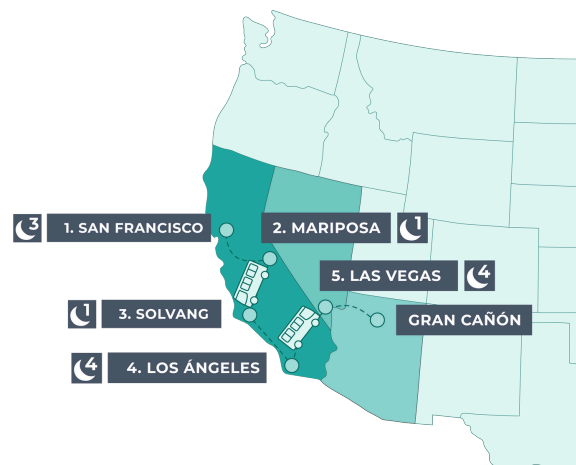 3 1. SAN FRANCISCO
2. MARIPOSA 1
5. LAS VEGAS 4
1 3. SOLVANG
GRAN CAÑÓN
4 4. LOS ÁNGELES